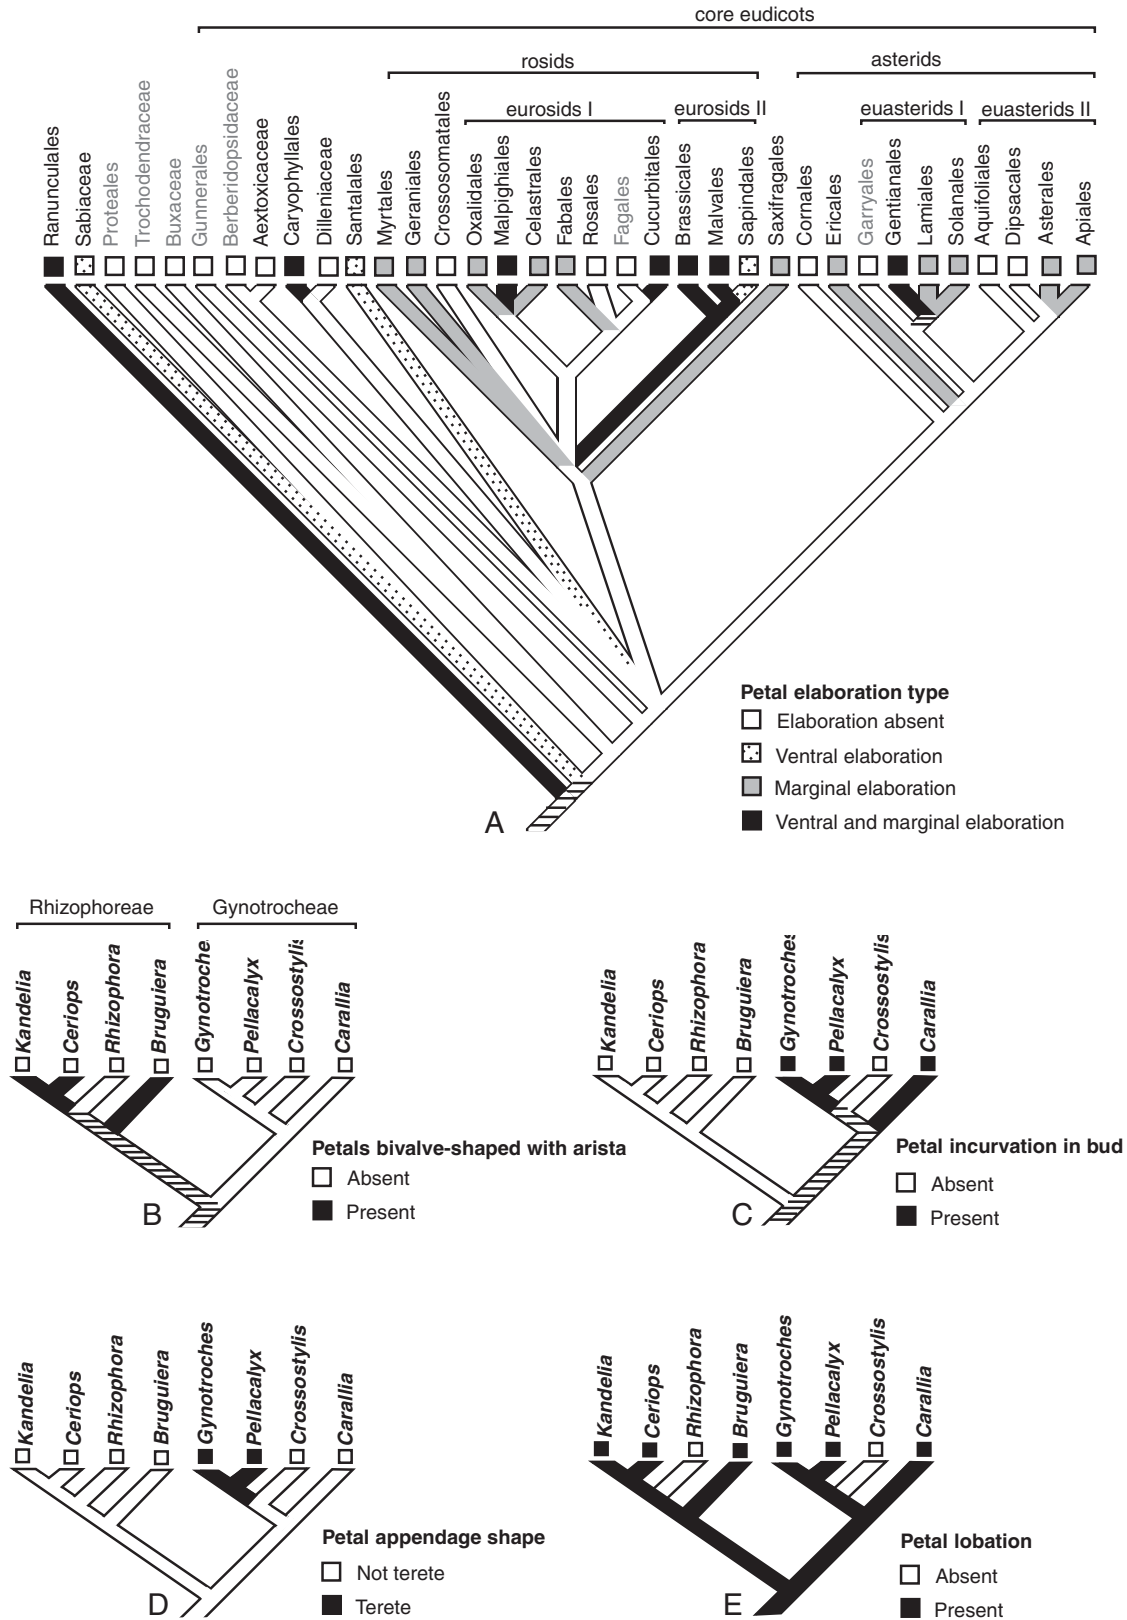 core eudicots
rosids
asterids
eurosids I
eurosids II
euasterids I
euasterids II
Ranunculales
Sabiaceae
Proteales
Trochodendraceae
Buxaceae
Gunnerales
Berberidopsidaceae
Aextoxicaceae
Caryophyllales
Dilleniaceae
Santalales
Myrtales
Geraniales
Crossosomatales
Oxalidales
Malpighiales
Celastrales
Fabales
Rosales
Fagales
Cucurbitales
Brassicales
Malvales
Sapindales
Saxifragales
Cornales
Ericales
Garryales
Gentianales
Lamiales
Solanales
Aquifoliales
Dipsacales
Asterales
Apiales
Petal elaboration type
Elaboration absent
Ventral elaboration
Marginal elaboration
Ventral and marginal elaboration
A
Rhizophoreae
Gynotrocheae
Kandelia
Ceriops
Rhizophora
Bruguiera
Gynotroche
Pellacalyx
Crossostylis
Carallia
Petals bivalve-shaped with arista
Absent
Present
B
Kandelia
Ceriops
Rhizophora
Bruguiera
Gynotroches
Pellacalyx
Crossostylis
Carallia
Petal incurvation in bud
Absent
Present
C
Kandelia
Ceriops
Rhizophora
Bruguiera
Gynotroches
Pellacalyx
Crossostylis
Carallia
Petal appendage shape
Not terete
Terete
D
Kandelia
Ceriops
Rhizophora
Bruguiera
Gynotroches
Pellacalyx
Crossostylis
Carallia
Petal lobation
Absent
Present
E